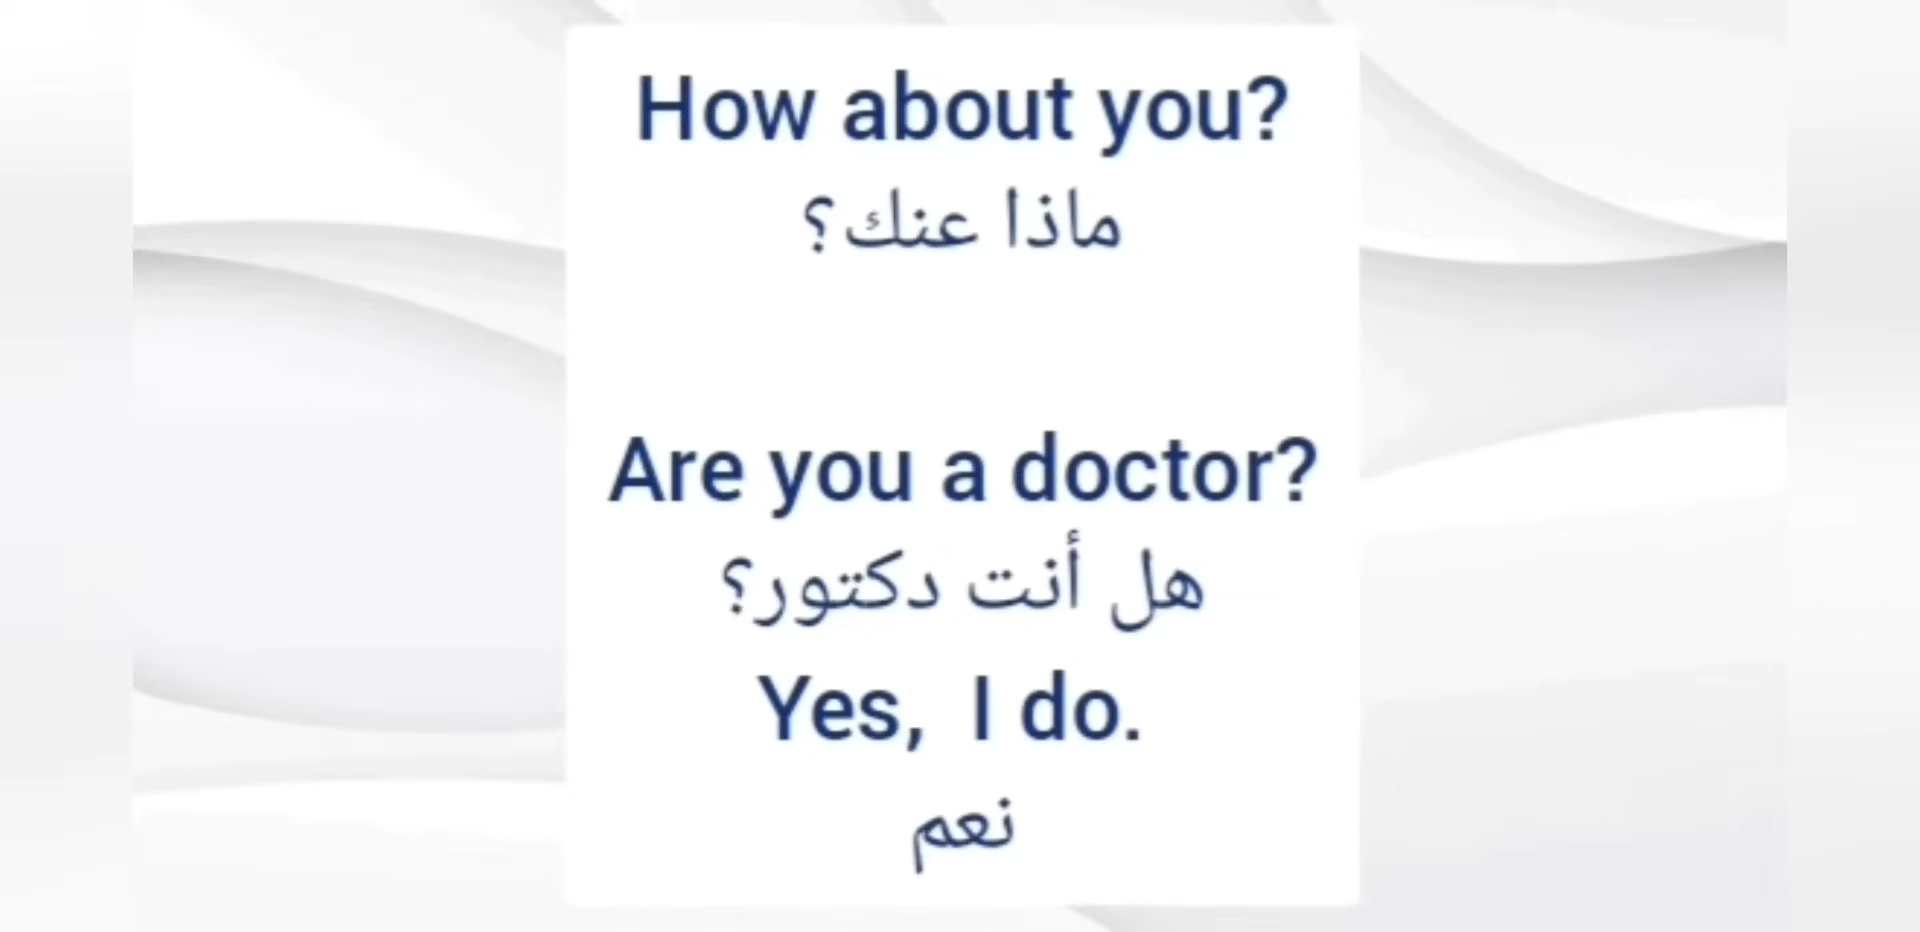 How about you?
ماذا عنك؟
Are you a doctor?
هل أنت دكتور؟
Yes, I do.
نعم